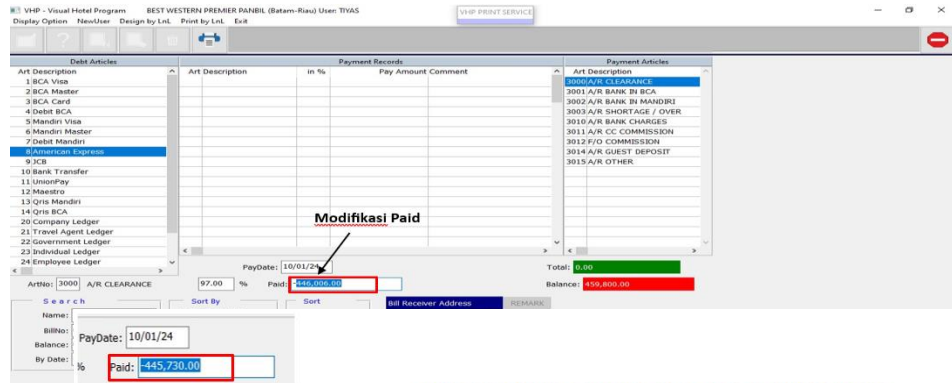 VHP - Visual Hotel Program BEST WESTERN PREMIER PANBIL (Batam-Riau) User: TIYAS
VHP PRINT SERVICE
Display Option NewUser Design by LnL Print by LnL Exit
Debt Articles
Payment Records
Payment Articles
Art Description
Art Description in % Pay Amount Comment
Art Description
1 BCA Visa
2 BCA Master
3 BCA Card
4 Debit BCA
5 Mandiri Visa
6 Mandiri Master
7 Debit Mandiri
8 American Express
9 JCB
10 Bank Transfer
11 UnionPay
12 Maestro
13 Qris Mandiri
14 Qris BCA
20 Company Ledger
21 Travel Agent Ledger
22 Government Ledger
23 Individual Ledger
24 Employee Ledger
3000 A/R CLEARANCE
3001 A/R BANK IN BCA
3002 A/R BANK IN MANDIRI
3003 A/R SHORTAGE / OVER
3010 A/R BANK CHARGES
3011 A/R CC COMMISSION
3012 F/O COMMISSION
3014 A/R GUEST DEPOSIT
3015 A/R OTHER
Modifikasi Paid
PayDate: 10/01/24
Total: 0.00
ArtNo: 3000 A/R CLEARANCE 97.00 % Paid: -446,006.00
Balance: 459,800.00
Search
Sort By
Sort
Bill Receiver Address
REMARK
Name:
BillNo:
Balance:
By Date:
PayDate: 10/01/24
% Paid: -445,730.00